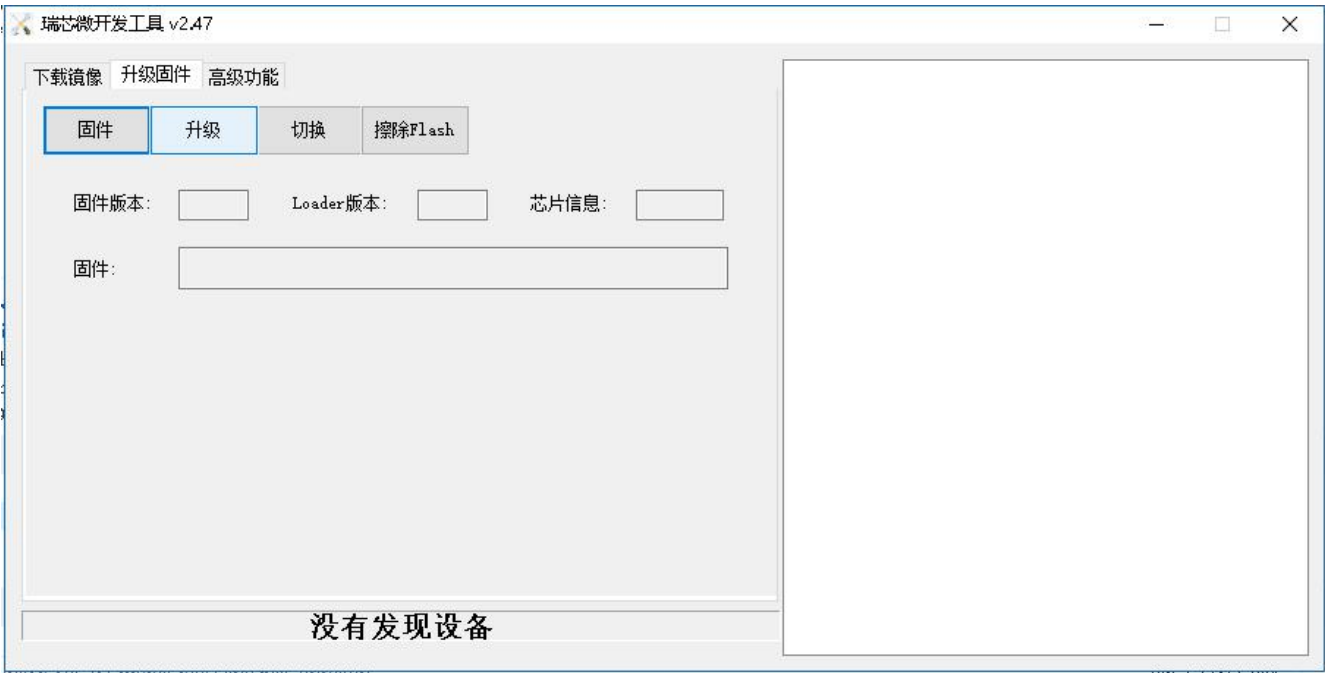 瑞芯微开发工具 v2.47
下载镜像 升级固件 高级功能
固件 升级 切换 擦除Flash
固件版本: Loader版本: 芯片信息:
固件:
没有发现设备